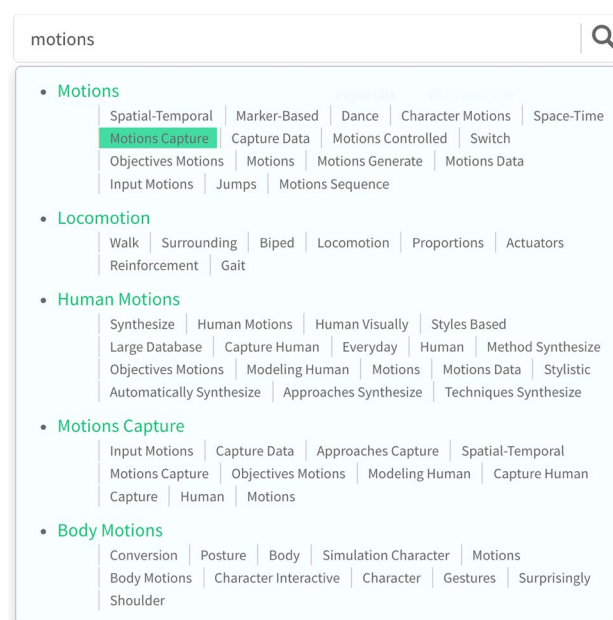 motions
Motions
Spatial-Temporal Marker-Based Dance Character Motions Space-Time
Motions Capture Capture Data Motions Controlled Switch
Objectives Motions Motions Motions Generate Motions Data
Input Motions Jumps Motions Sequence
Locomotion
Walk Surrounding Biped Locomotion Proportions Actuators
Reinforcement Gait
Human Motions
Synthesize Human Motions Human Visually Styles Based
Large Database Capture Human Everyday Human Method Synthesize
Objectives Motions Modeling Human Motions Motions Data Stylistic
Automatically Synthesize Approaches Synthesize Techniques Synthesize
Motions Capture
Input Motions Capture Data Approaches Capture Spatial-Temporal
Motions Capture Objectives Motions Modeling Human Capture Human
Capture Human Motions
Body Motions
Conversion Posture Body Simulation Character Motions
Body Motions Character Interactive Character Gestures Surprisingly
Shoulder